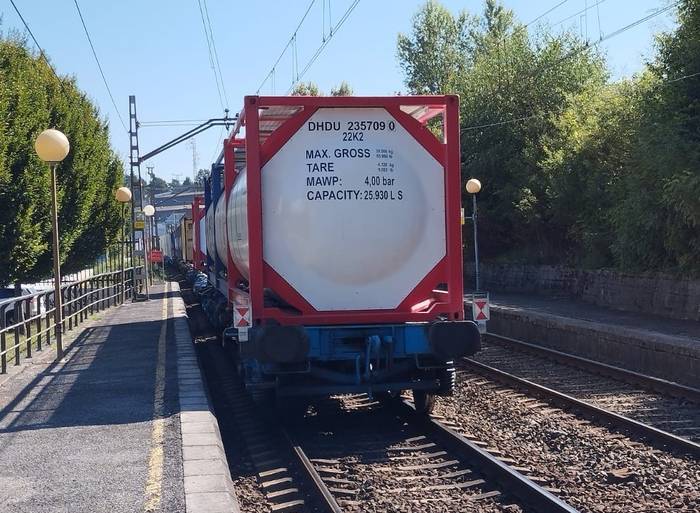 DHDU 235709 0
22K2
MAX. GROSS
TARE
MAWP: 4,00 bar
CAPACITY: 25.930 L S